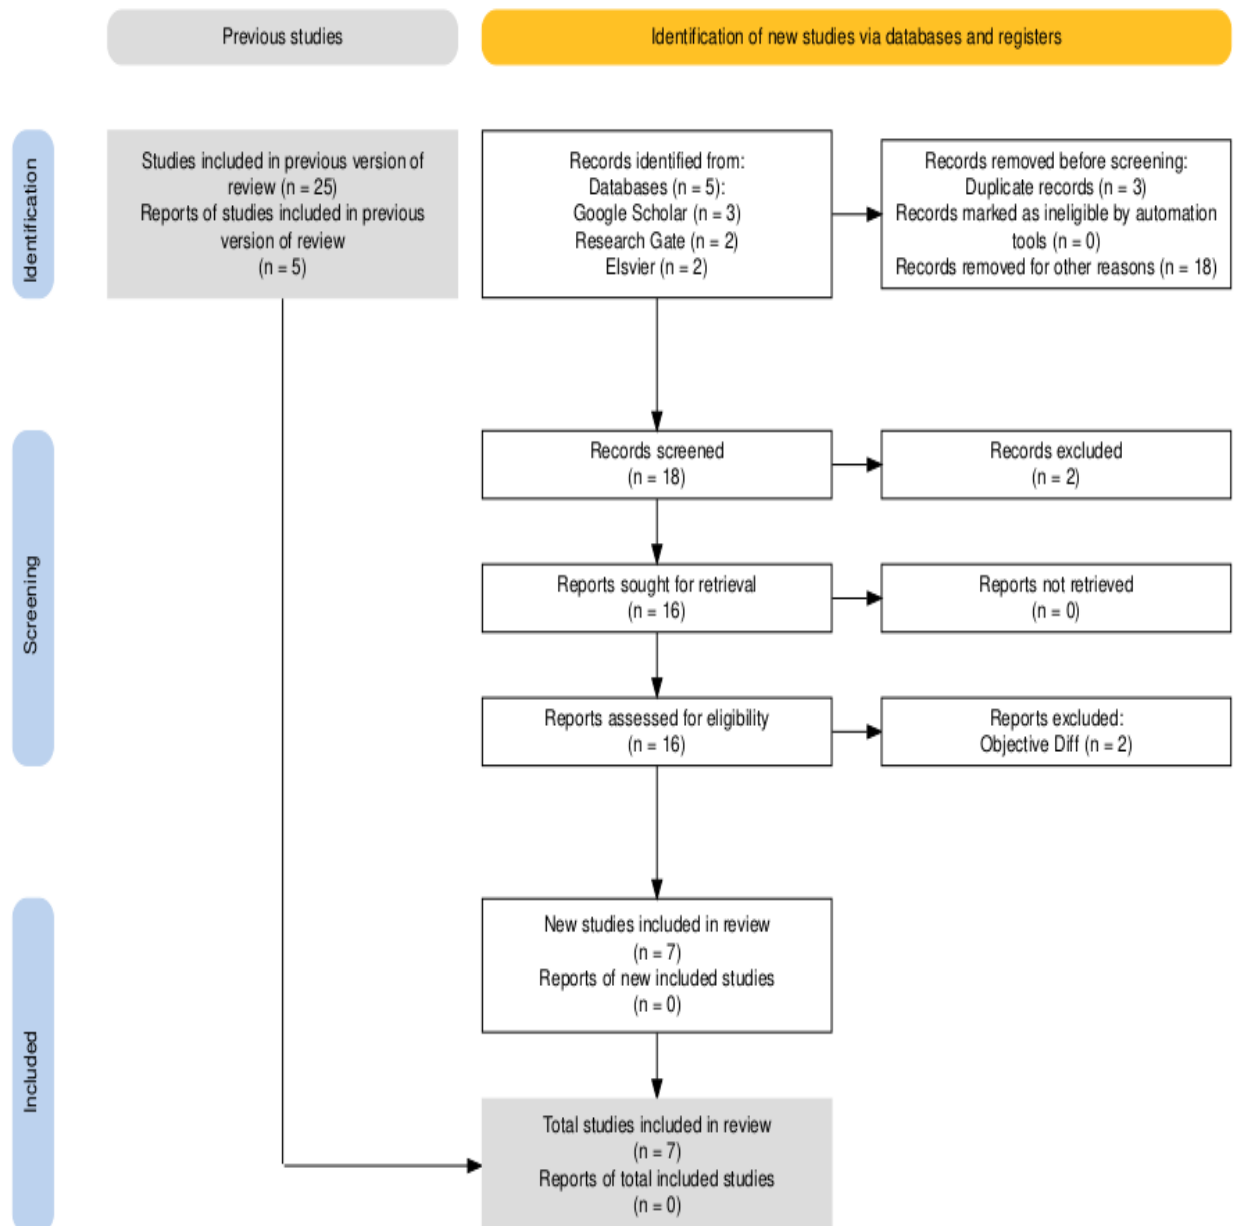 Previous studies
Identification of new studies via databases and registers
Identification
Studies included in previous version of
review (n = 25)
Reports of studies included in previous
version of review
(n = 5)
Records identified from:
Databases (n = 5):
Google Scholar (n = 3)
Research Gate (n = 2)
Elsvier (n = 2)
Records removed before screening:
Duplicate records (n = 3)
Records marked as ineligible by automation
tools (n = 0)
Records removed for other reasons (n = 18)
Screening
Records screened
(n = 18)
Records excluded
(n = 2)
Reports sought for retrieval
(n = 16)
Reports not retrieved
(n = 0)
Reports assessed for eligibility
(n = 16)
Reports excluded:
Objective Diff (n = 2)
Included
New studies included in review
(n = 7)
Reports of new included studies
(n = 0)
Total studies included in review
(n = 7)
Reports of total included studies
(n = 0)